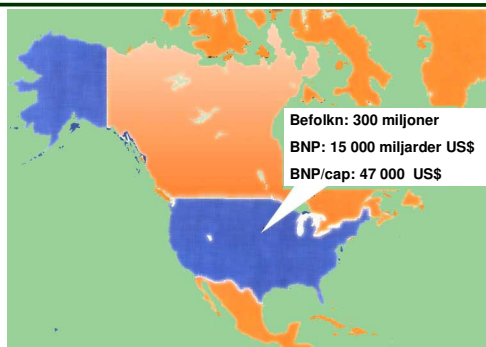 Befolkn: 300 miljoner
BNP: 15 000 miljarder US$
BNP/cap: 47 000 US$